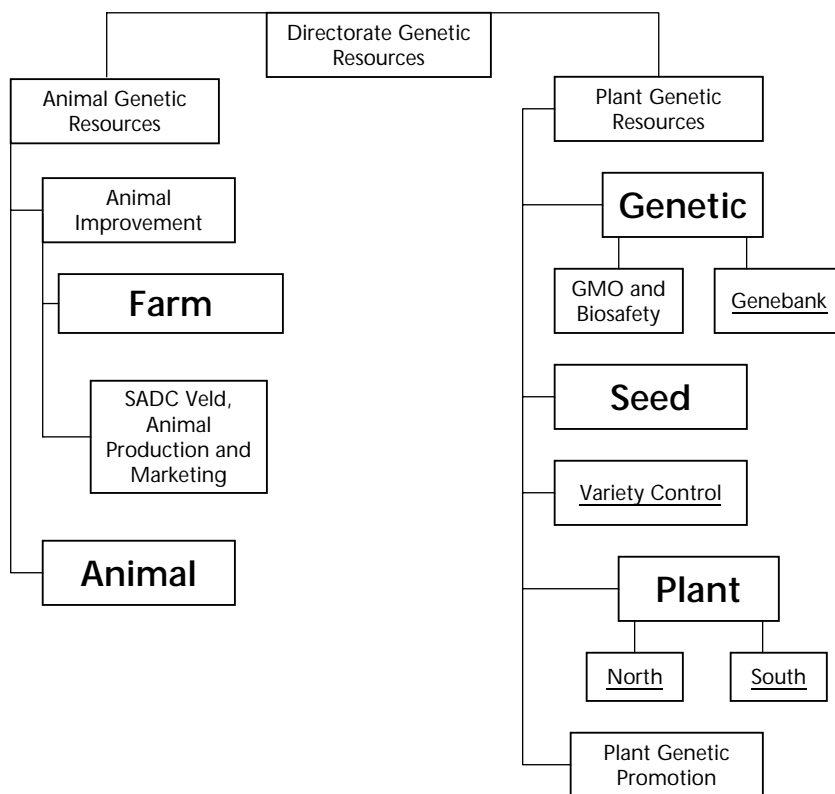 Directorate Genetic
Resources
Animal Genetic
Resources
Animal
Improvement
Farm
SADC Veld,
Animal
Production and
Marketing
Animal
Plant Genetic
Resources
Genetic
GMO and
Biosafety
Genebank
Seed
Variety Control
Plant
North
South
Plant Genetic
Promotion